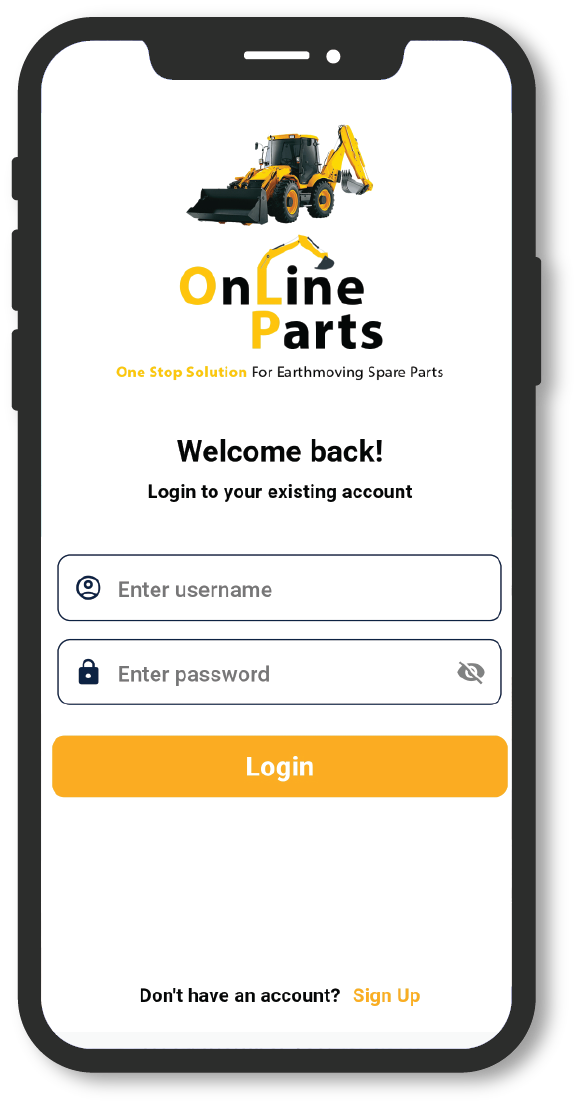 OnLine
Parts
One Stop Solution For Earthmoving Spare Parts
Welcome back!
Login to your existing account
Enter username
Enter password
Login
Don't have an account? Sign Up